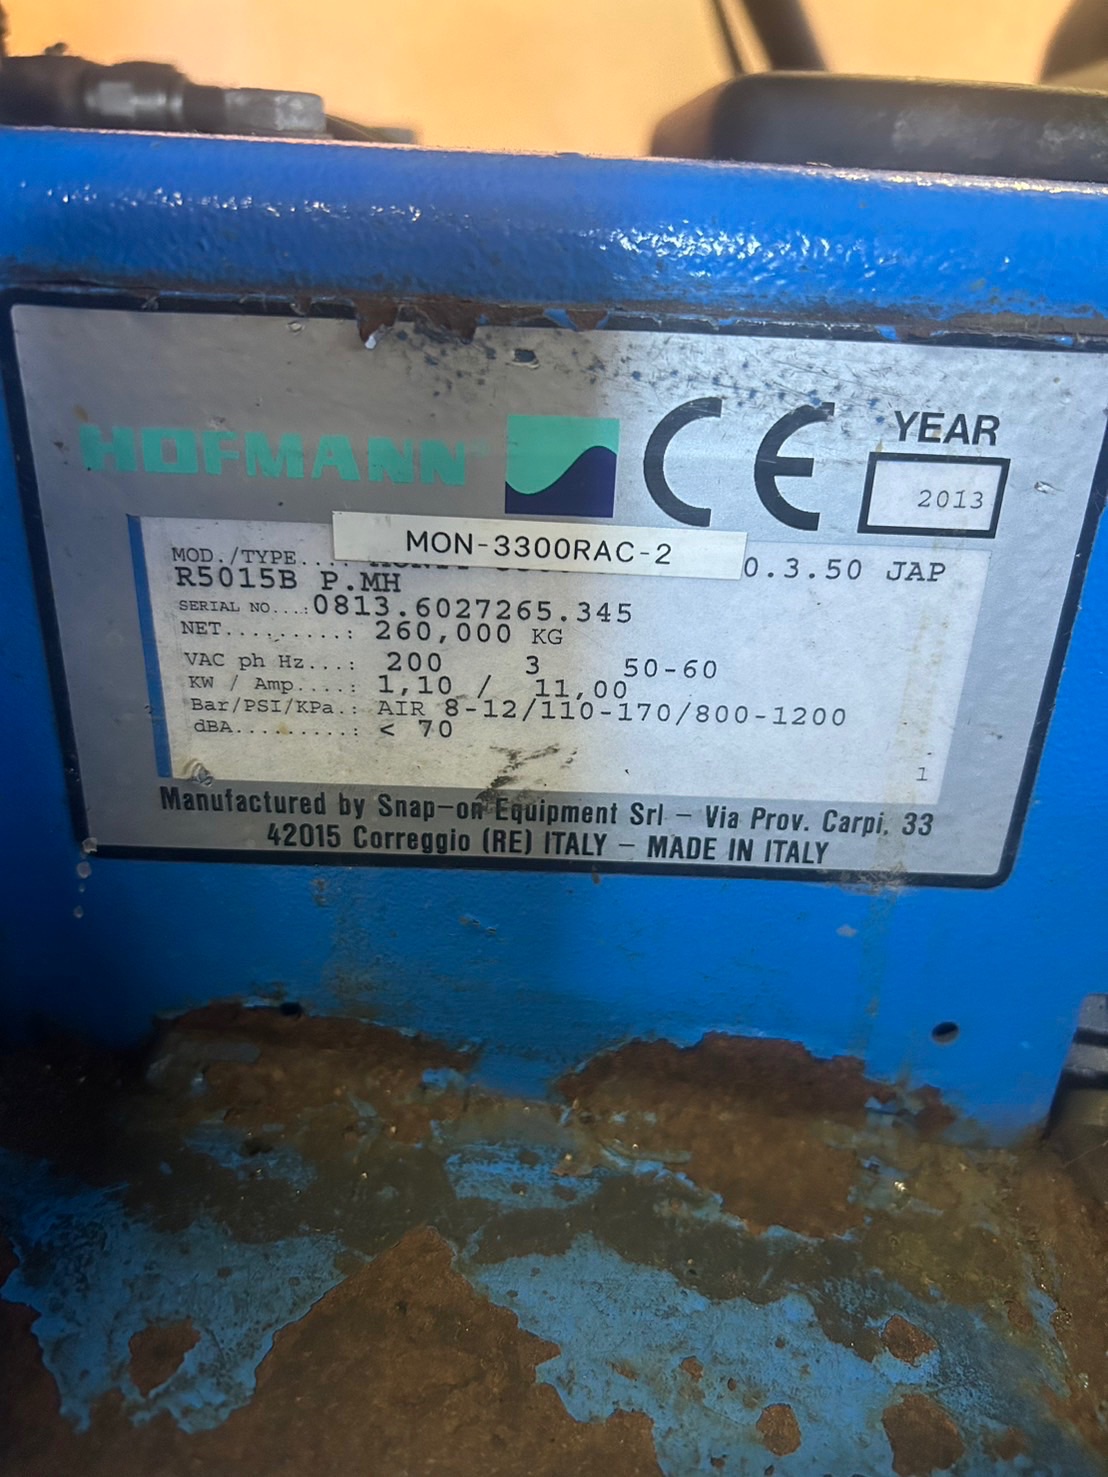 HOFMANN
CE
YEAR
2013
MON-3300RAC-2
MOD./TYPE....: 0.3.50 JAP
R5015B P.MH
SERIAL NO...:0813.6027265.345
NET.........: 260,000 KG
VAC ph Hz...: 200 3 50-60
KW / Amp....: 1,10 / 11,00
Bar/PSI/KPa.: AIR 8-12/110-170/800-1200
dBA.........: < 70
1
Manufactured by Snap-on Equipment Srl - Via Prov. Carpi, 33
42015 Correggio (RE) ITALY - MADE IN ITALY